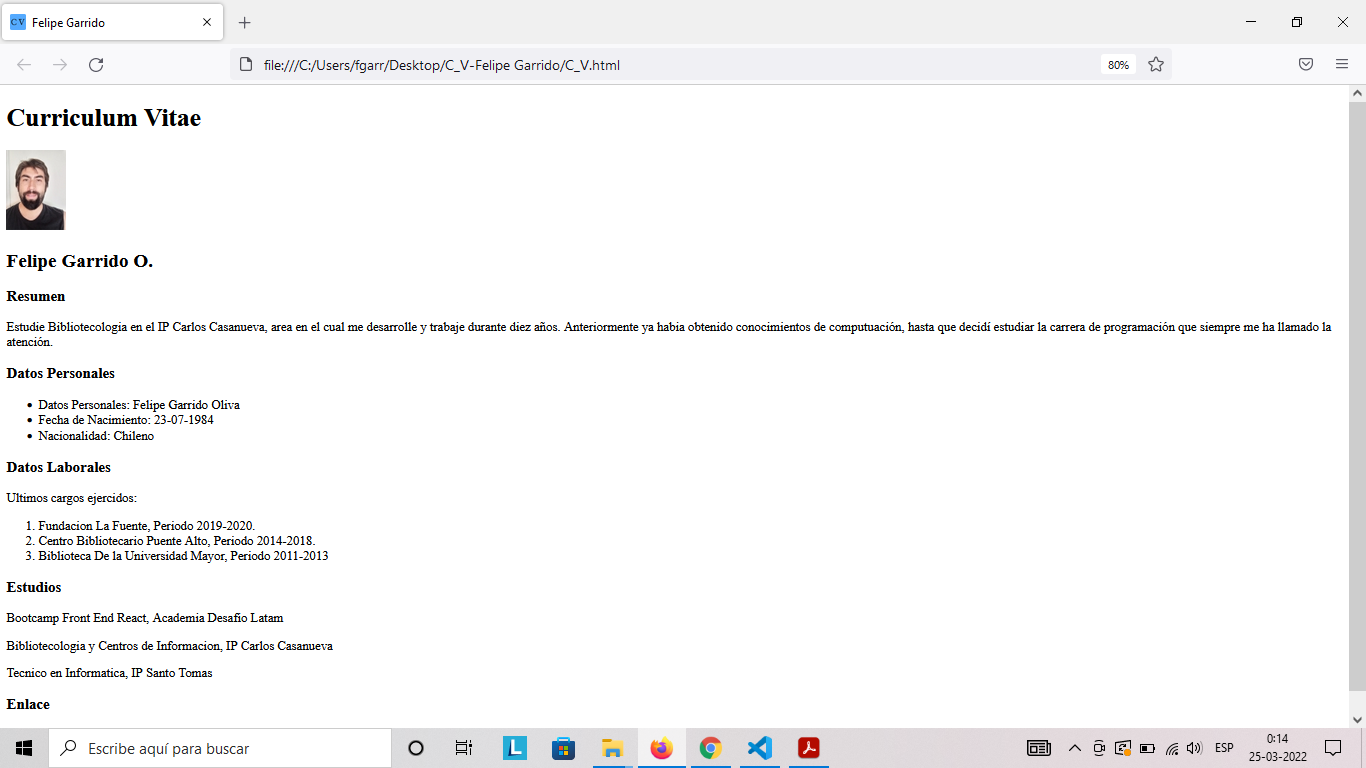 CV Felipe Garrido
file:///C:/Users/fgarr/Desktop/C_V-Felipe Garrido/C_V.html 80%
Curriculum Vitae
Felipe Garrido O.
Resumen
Estudie Bibliotecologia en el IP Carlos Casanueva, area en el cual me desarrolle y trabaje durante diez años. Anteriormente ya habia obtenido conocimientos de computuación, hasta que decidí estudiar la carrera de programación que siempre me ha llamado la
atención.
Datos Personales
• Datos Personales: Felipe Garrido Oliva
• Fecha de Nacimiento: 23-07-1984
• Nacionalidad: Chileno
Datos Laborales
Ultimos cargos ejercidos:
1. Fundacion La Fuente, Periodo 2019-2020.
2. Centro Bibliotecario Puente Alto, Periodo 2014-2018.
3. Biblioteca De la Universidad Mayor, Periodo 2011-2013
Estudios
Bootcamp Front End React, Academia Desafío Latam
Bibliotecologia y Centros de Informacion, IP Carlos Casanueva
Tecnico en Informatica, IP Santo Tomas
Enlace
Escribe aquí para buscar
L
ESP
0:14
25-03-2022